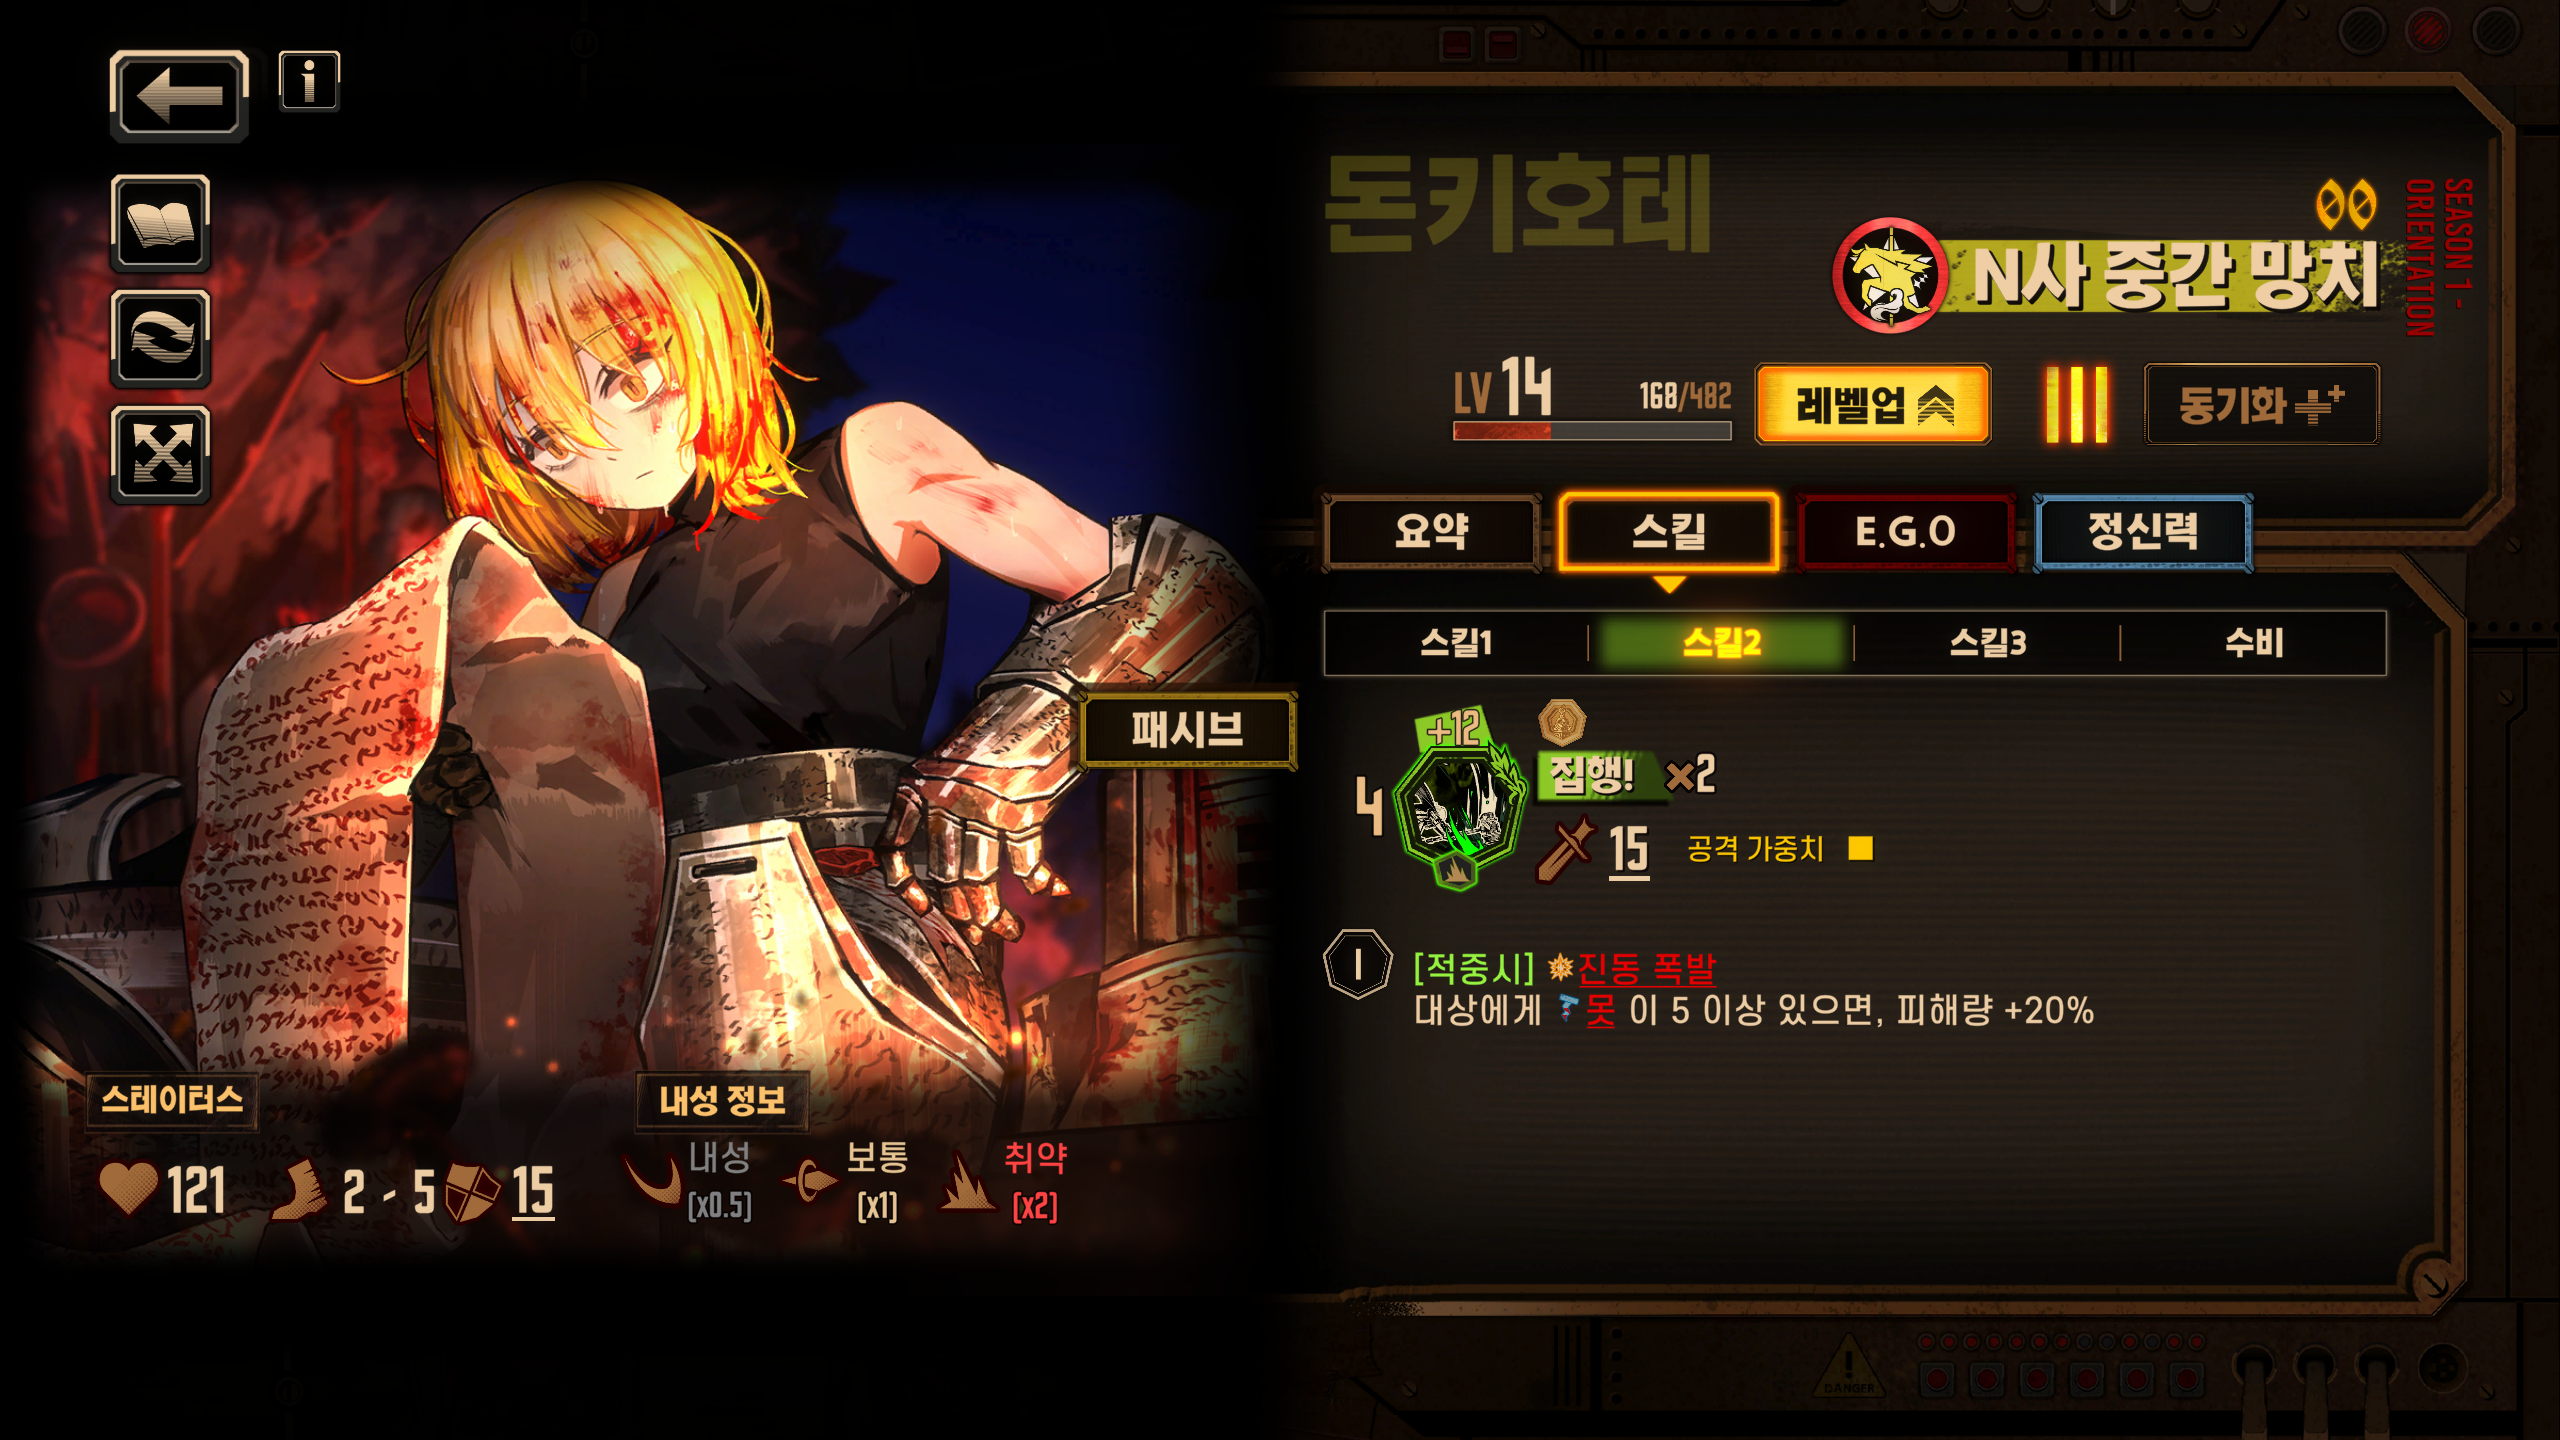 돈키호테
N사 중간 망치
SEASON 1 -
ORIENTATION
LV 14
168/482
레벨업
동기화
요약
스킬
E.G.O
정신력
스킬1
스킬2
스킬3
수비
패시브
+12
4
집행! ×2
15
공격 가중치
I
[적중시] 진동 폭발
대상에게 못 이 5 이상 있으면, 피해량 +20%
스테이터스
121
2 - 5
15
내성 정보
내성
[x0.5]
보통
[x1]
취약
[x2]
DANGER